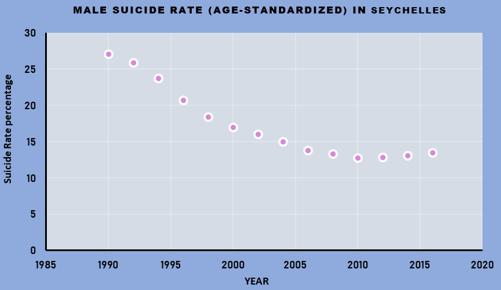 MALE SUICIDE RATE (AGE-STANDARDIZED) IN SEYCHELLES
Suicide Rate percentage
30
25
20
15
10
5
0
1985 1990 1995 2000 2005 2010 2015 2020
YEAR